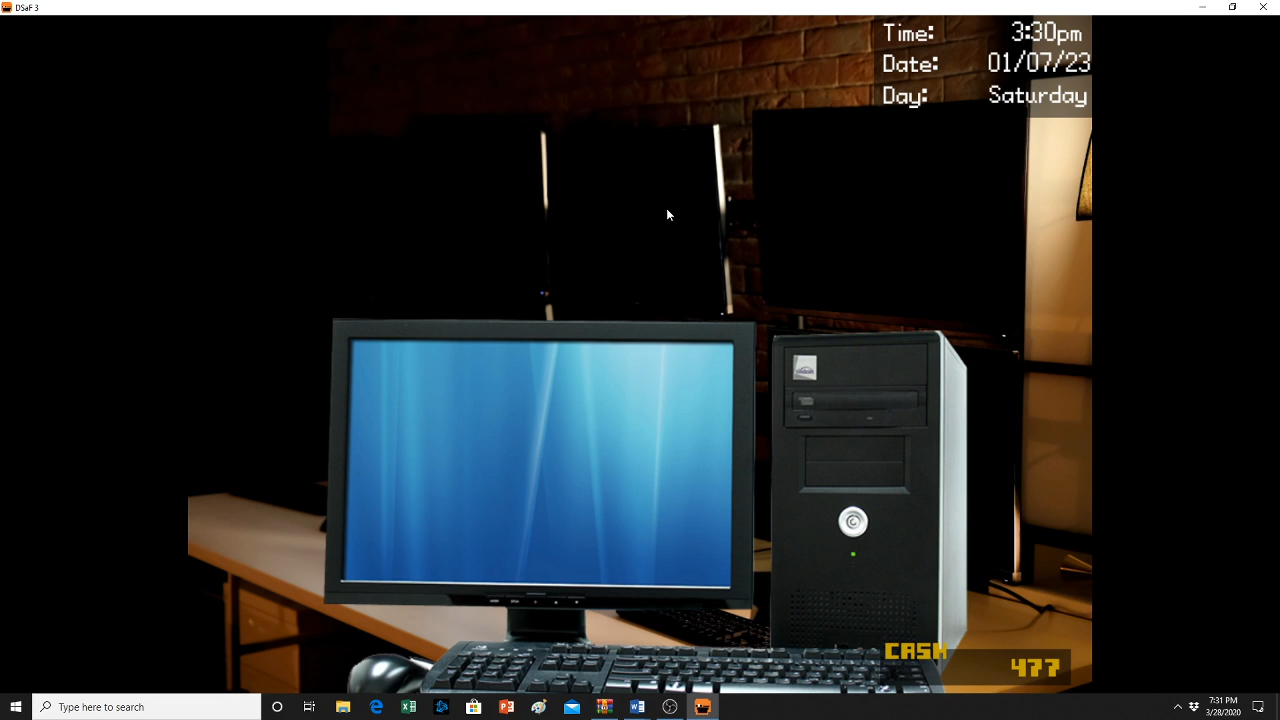 DSaF 3
Time: 3:30pm
Date: 01/07/23
Day: Saturday
CASH
477
Type here to search
7:31 PM
3/28/2020